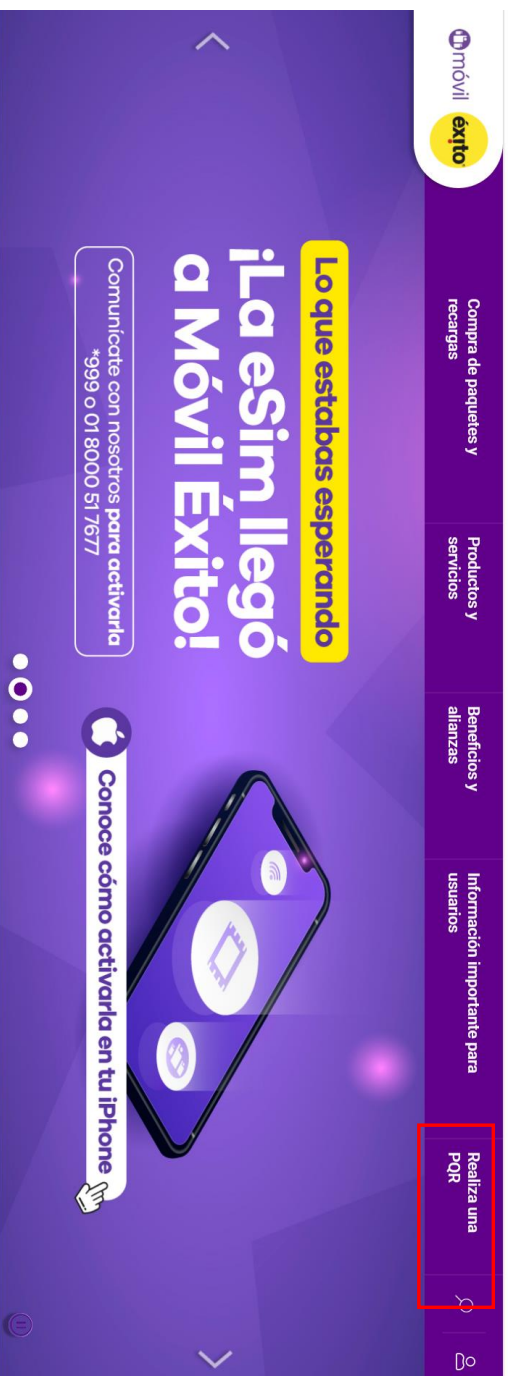 móvil éxito
Compra de paquetes y
recargas
Productos y
servicios
Beneficios y
alianzas
Información importante para
usuarios
Realiza una
PQR
Lo que estabas esperando
¡La eSim llegó
a Móvil Éxito!
Comunícate con nosotros para activarla
*999 o 01 8000 51 7677
Conoce cómo activarla en tu iPhone